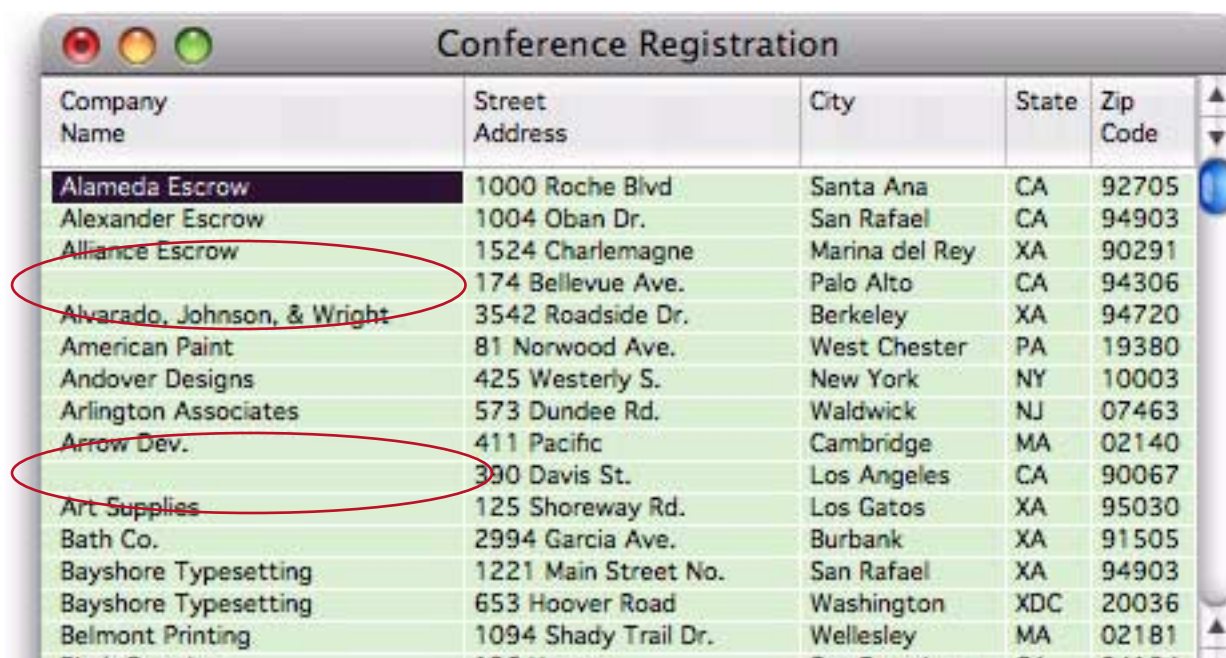 Conference Registration
Company Name Street Address City State Zip Code
Alameda Escrow 1000 Roche Blvd Santa Ana CA 92705
Alexander Escrow 1004 Oban Dr. San Rafael CA 94903
Alliance Escrow 1524 Charlemagne Marina del Rey XA 90291
174 Bellevue Ave. Palo Alto CA 94306
Alvarado, Johnson, & Wright 3542 Roadside Dr. Berkeley XA 94720
American Paint 81 Norwood Ave. West Chester PA 19380
Andover Designs 425 Westerly S. New York NY 10003
Arlington Associates 573 Dundee Rd. Waldwick NJ 07463
Arrow Dev. 411 Pacific Cambridge MA 02140
390 Davis St. Los Angeles CA 90067
Art Supplies 125 Shoreway Rd. Los Gatos XA 95030
Bath Co. 2994 Garcia Ave. Burbank XA 91505
Bayshore Typesetting 1221 Main Street No. San Rafael XA 94903
Bayshore Typesetting 653 Hoover Road Washington XDC 20036
Belmont Printing 1094 Shady Trail Dr. Wellesley MA 02181